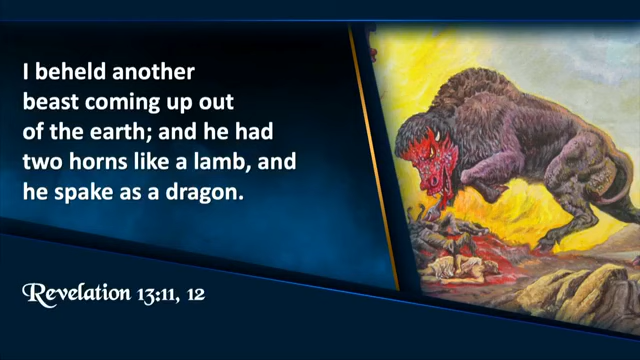 I beheld another
beast coming up out
of the earth; and he had
two horns like a lamb, and
he spake as a dragon.
Revelation 13:11, 12